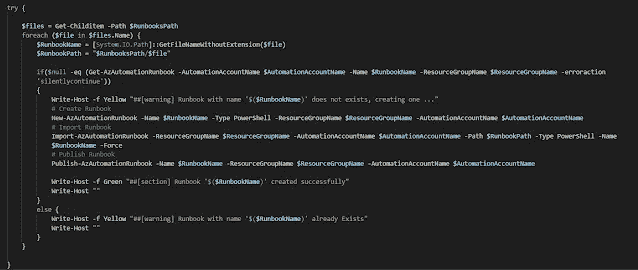 try {
$files = Get-Childitem -Path $RunbooksPath
foreach ($file in $files.Name) {
$RunbookName = [System.IO.Path]::GetFileNameWithoutExtension($file)
$RunbookPath = "$RunbooksPath/$file"
if($null -eq (Get-AzAutomationRunbook -AutomationAccountName $AutomationAccountName -Name $RunbookName -ResourceGroupName $ResourceGroupName -erroraction
'silentlycontinue'))
{
Write-Host -f Yellow "##[warning] Runbook with name '$($RunbookName)' does not exists, creating one ..."
# Create Runbook
New-AzAutomationRunbook -Name $RunbookName -Type PowerShell -ResourceGroupName $ResourceGroupName -AutomationAccountName $AutomationAccountName
# Import Runbook
Import-AzAutomationRunbook -ResourceGroupName $ResourceGroupName -AutomationAccountName $AutomationAccountName -Path $RunbookPath -Type PowerShell -Name
$RunbookName -Force
# Publish Runbook
Publish-AzAutomationRunbook -Name $RunbookName -ResourceGroupName $ResourceGroupName -AutomationAccountName $AutomationAccountName
Write-Host -f Green "##[section] Runbook '$($RunbookName)' created successfully"
Write-Host ""
}
else {
Write-Host -f Yellow "##[warning] Runbook with name '$($RunbookName)' already Exists"
Write-Host ""
}
}
}